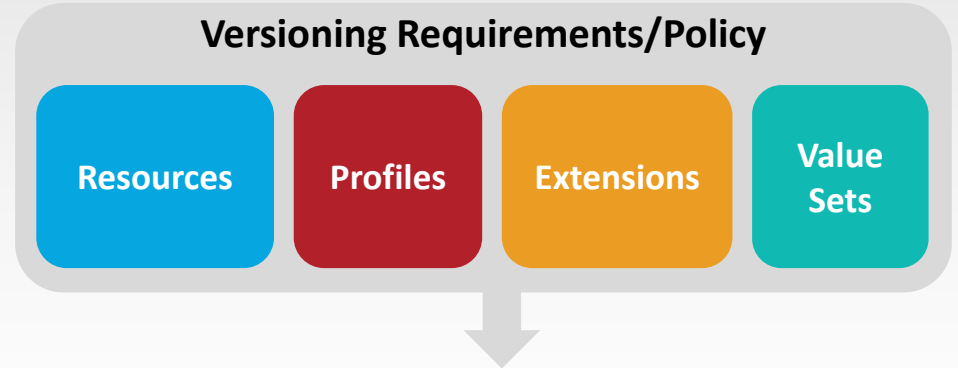 Versioning Requirements/Policy
Resources
Profiles
Extensions
Value
Sets